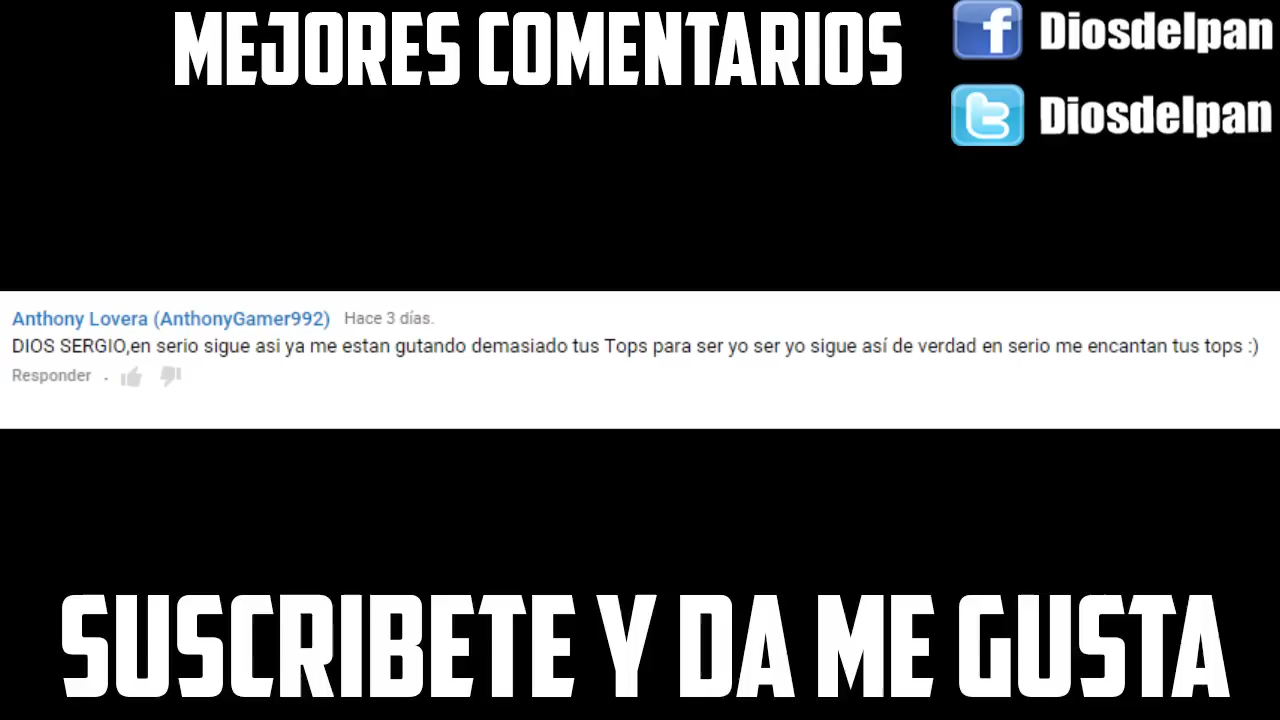 MEJORES COMENTARIOS
Diosdelpan
Diosdelpan
Anthony Lovera (AnthonyGamer992) Hace 3 días.
DIOS SERGIO,en serio sigue asi ya me estan gutando demasiado tus Tops para ser yo ser yo sigue así de verdad en serio me encantan tus tops :)
Responder .
SUSCRIBETE Y DA ME GUSTA